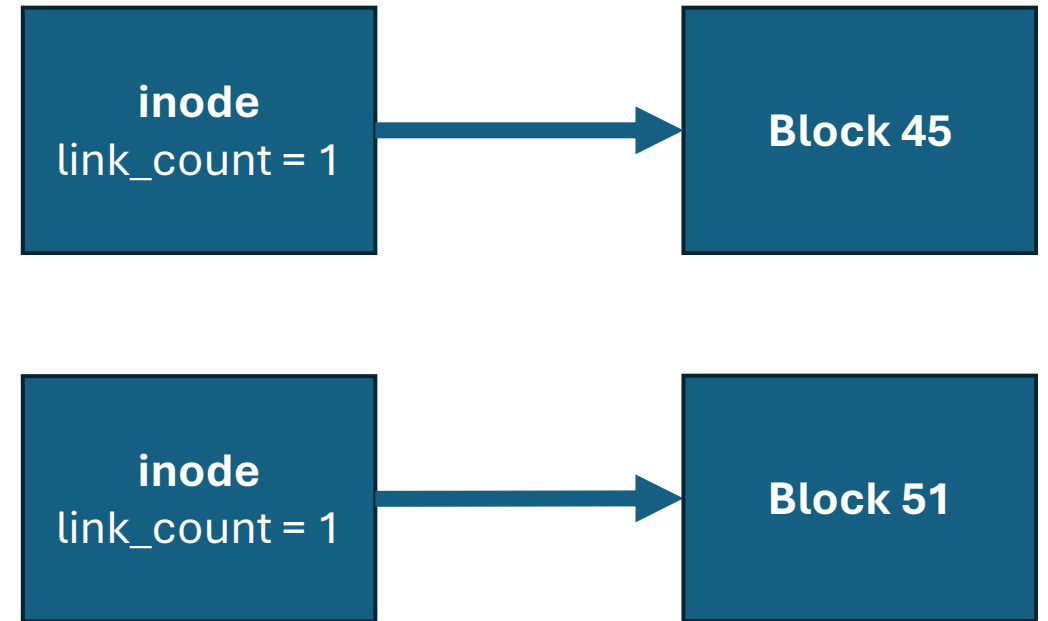 inode
link_count = 1
Block 45
inode
link_count = 1
Block 51